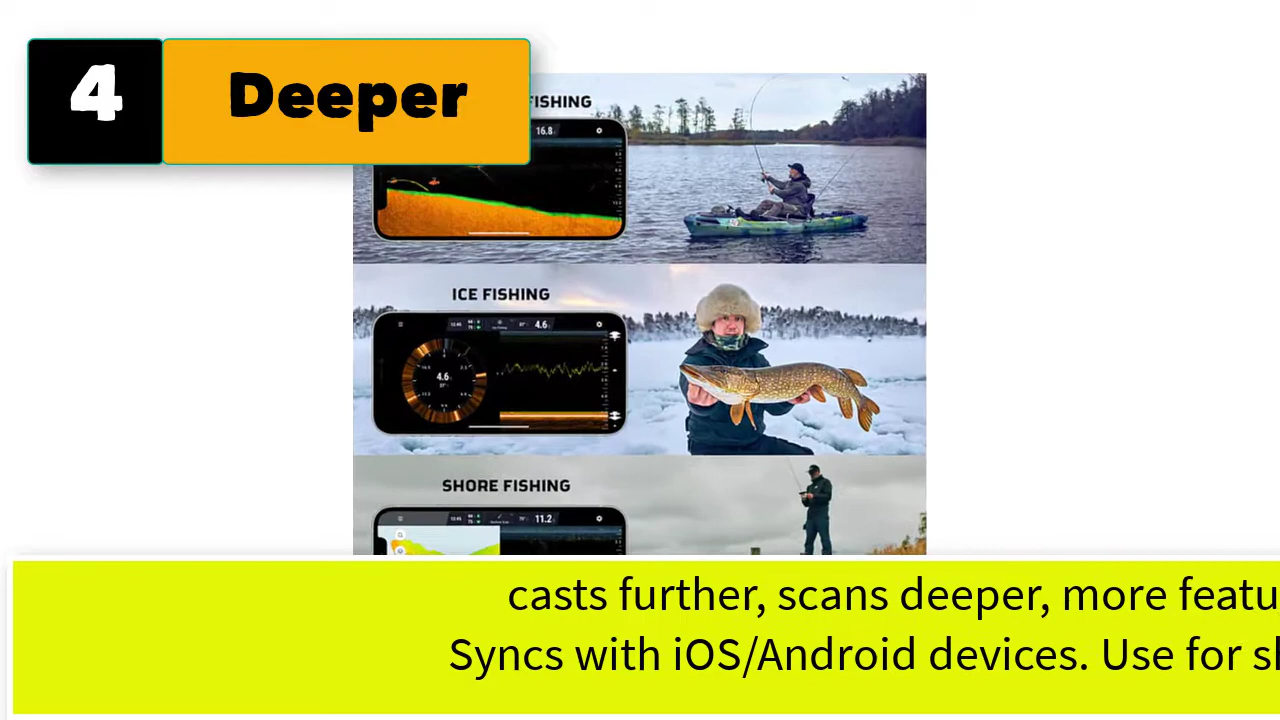 4 Deeper
FISHING
16.8
ICE FISHING
4.6
4.6
SHORE FISHING
11.2
casts further, scans deeper, more featu
Syncs with iOS/Android devices. Use for sh